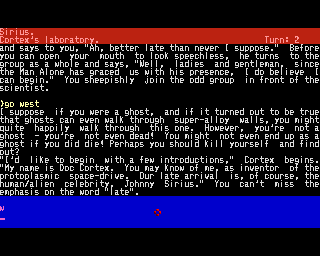 Sirius.
Cortex's laboratory. Turn: 2
and says to you, "Ah, better late than never I suppose." Before
you can open your mouth to look speechless, he turns to the
group as a whole and says, "Well, ladies and gentleman, since
the Man Alone has graced us with his presence, I do believe I
can begin." You sheepishly join the odd group in front of the
scientist.
>go west
I suppose if you were a ghost, and if it turned out to be true
that ghosts can even walk through super-alloy walls, you might
quite happily walk through this one. However, you're not a
ghost - you're not even dead! You might not even end up as a
ghost if you did die! Perhaps you should kill yourself and find
out?
"I'd like to begin with a few introductions," Cortex begins.
"My name is Doc Cortex. You may know of me, as inventor of the
protoplasmic space-drive. Our late arrival is, of course, the
human/alien celebrity, Johnny Sirius." You can't miss the
emphasis on the word "late".